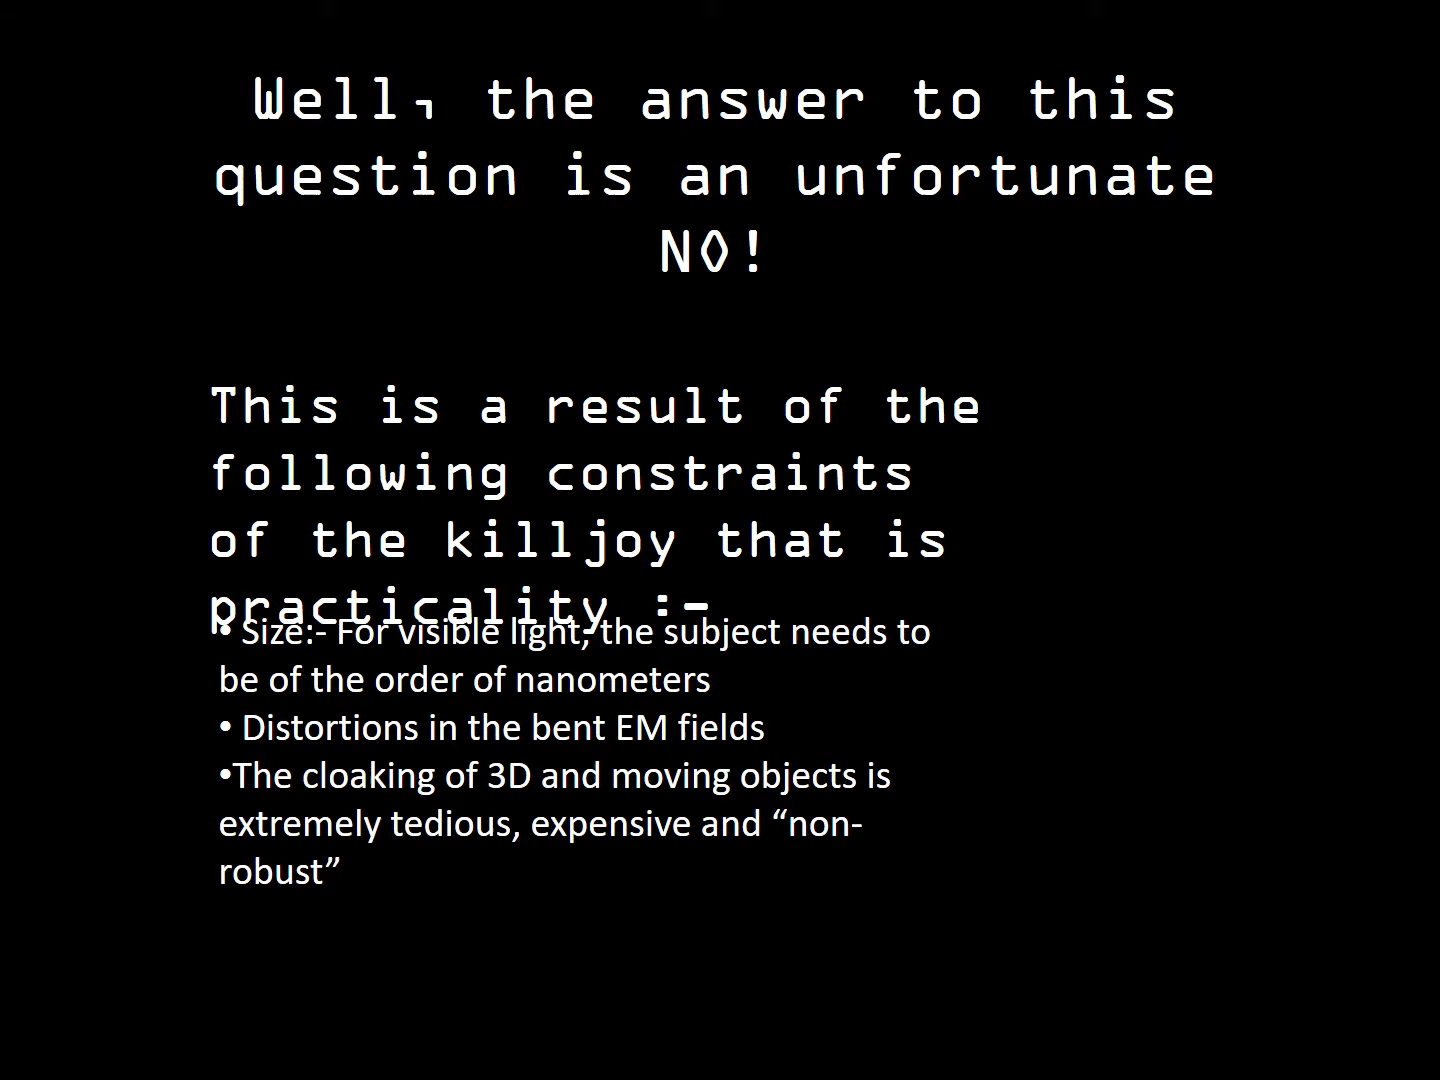 Well, the answer to this
question is an unfortunate
NO!
This is a result of the
following constraints
of the killjoy that is
practicality :-
• Size:- For visible light, the subject needs to
be of the order of nanometers
• Distortions in the bent EM fields
•The cloaking of 3D and moving objects is
extremely tedious, expensive and “non-
robust”